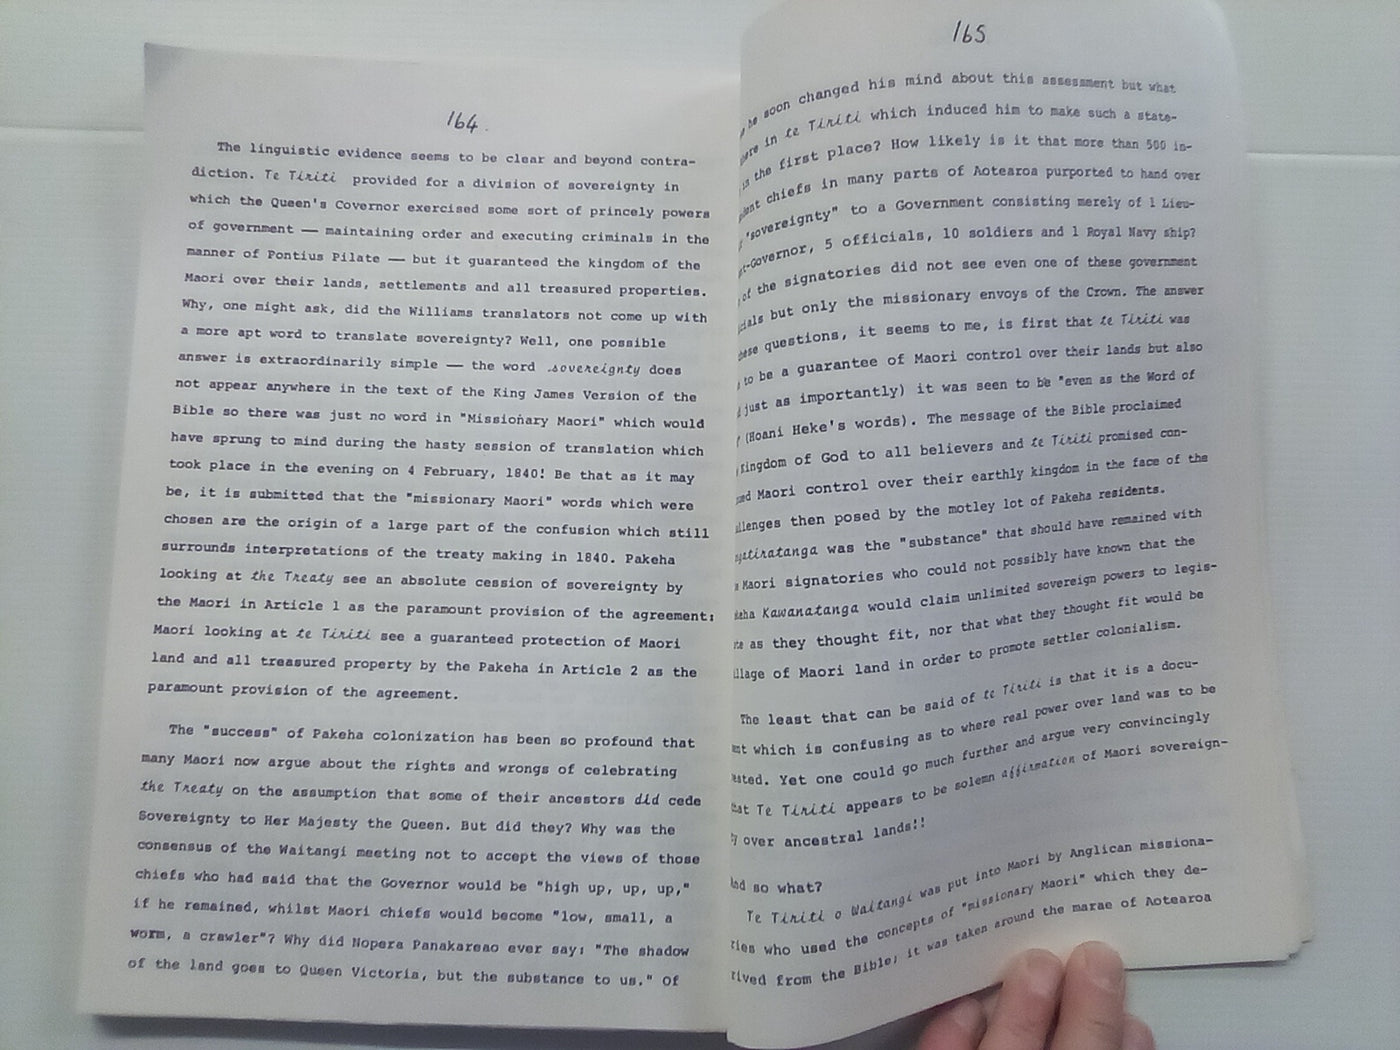 164.
The linguistic evidence seems to be clear and beyond contra-
diction. Te Tiriti provided for a division of sovereignty in
which the Queen's Covernor exercised some sort of princely powers
of government — maintaining order and executing criminals in the
manner of Pontius Pilate — but it guaranteed the kingdom of the
Maori over their lands, settlements and all treasured properties.
Why, one might ask, did the Williams translators not come up with
a more apt word to translate sovereignty? Well, one possible
answer is extraordinarily simple — the word sovereignty does
not appear anywhere in the text of the King James Version of the
Bible so there was just no word in "Missionary Maori" which would
have sprung to mind during the hasty session of translation which
took place in the evening on 4 February, 1840! Be that as it may
be, it is submitted that the "missionary Maori" words which were
chosen are the origin of a large part of the confusion which still
surrounds interpretations of the treaty making in 1840. Pakeha
looking at the Treaty see an absolute cession of sovereignty by
the Maori in Article 1 as the paramount provision of the agreement:
Maori looking at te Tiriti see a guaranteed protection of Maori
land and all treasured property by the Pakeha in Article 2 as the
paramount provision of the agreement.
The "success" of Pakeha colonization has been so profound that
many Maori now argue about the rights and wrongs of celebrating
the Treaty on the assumption that some of their ancestors did cede
Sovereignty to Her Majesty the Queen. But did they? Why was the
consensus of the Waitangi meeting not to accept the views of those
chiefs who had said that the Governor would be "high up, up, up,"
if he remained, whilst Maori chiefs would become "low, small, a
worm, a crawler"? Why did Nopera Panakareao ever say: "The shadow
of the land goes to Queen Victoria, but the substance to us." Of
165
he soon changed his mind about this assessment but what
in te Tiriti which induced him to make such a state-
in the first place? How likely is it that more than 500 in-
chiefs in many parts of Aotearoa purported to hand over
"sovereignty" to a Government consisting merely of 1 Lieu-
t-Governor, 5 officials, 10 soldiers and 1 Royal Navy ship?
of the signatories did not see even one of these government
cials but only the missionary envoys of the Crown. The answer
hese questions, it seems to me, is first that te Tiriti was
to be a guarantee of Maori control over their lands but also
just as importantly) it was seen to be "even as the Word of
(Hoani Heke's words). The message of the Bible proclaimed
Kingdom of God to all believers and te Tiriti promised con-
ued Maori control over their earthly kingdom in the face of the
llenges then posed by the motley lot of Pakeha residents.
gatiratanga was the "substance" that should have remained with
Maori signatories who could not possibly have known that the
keha Kawanatanga would claim unlimited sovereign powers to legis-
te as they thought fit, nor that what they thought fit would be
illage of Maori land in order to promote settler colonialism.
The least that can be said of te Tiriti is that it is a docu-
nt which is confusing as to where real power over land was to be
ested. Yet one could go much further and argue very convincingly
hat Te Tiriti appears to be solemn affirmation of Maori sovereign-
y over ancestral lands!!
And so what?
Te Tiriti o Waitangi was put into Maori by Anglican missiona-
ries who used the concepts of "missionary Maori" which they de-
rived from the Bible; it was taken around the marae of Aotearoa